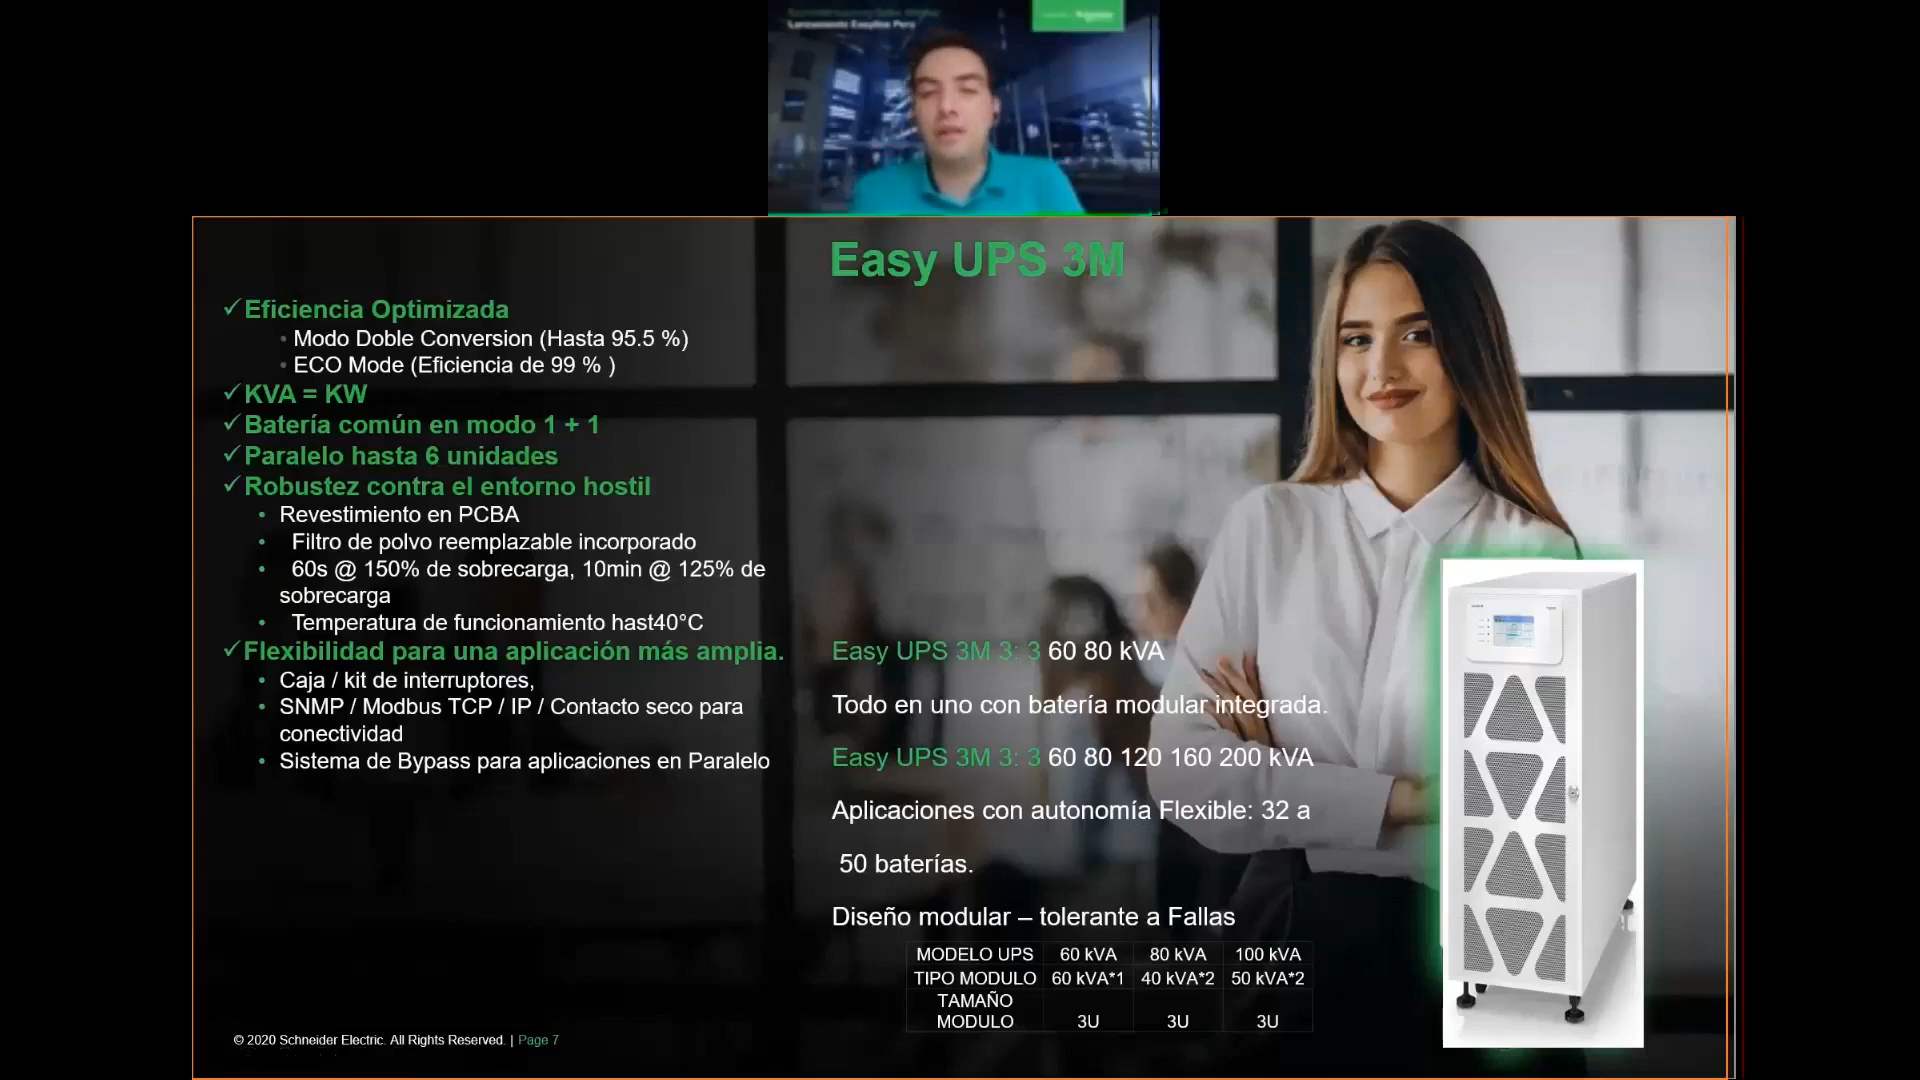 Lanzamiento Easyline Perú
Easy UPS 3M
✓Eficiencia Optimizada
• Modo Doble Conversion (Hasta 95.5 %)
• ECO Mode (Eficiencia de 99 % )
✓KVA = KW
✓Batería común en modo 1 + 1
✓Paralelo hasta 6 unidades
✓Robustez contra el entorno hostil
• Revestimiento en PCBA
• Filtro de polvo reemplazable incorporado
• 60s @ 150% de sobrecarga, 10min @ 125% de
sobrecarga
• Temperatura de funcionamiento hast40°C
✓Flexibilidad para una aplicación más amplia.
• Caja / kit de interruptores,
• SNMP / Modbus TCP / IP / Contacto seco para
conectividad
• Sistema de Bypass para aplicaciones en Paralelo
Easy UPS 3M 3: 3 60 80 kVA
Todo en uno con batería modular integrada.
Easy UPS 3M 3: 3 60 80 120 160 200 kVA
Aplicaciones con autonomía Flexible: 32 a
50 baterías.
Diseño modular – tolerante a Fallas
MODELO UPS 60 kVA 80 kVA 100 kVA
TIPO MODULO 60 kVA*1 40 kVA*2 50 kVA*2
TAMAÑO
MODULO 3U 3U 3U
© 2020 Schneider Electric. All Rights Reserved. | Page 7